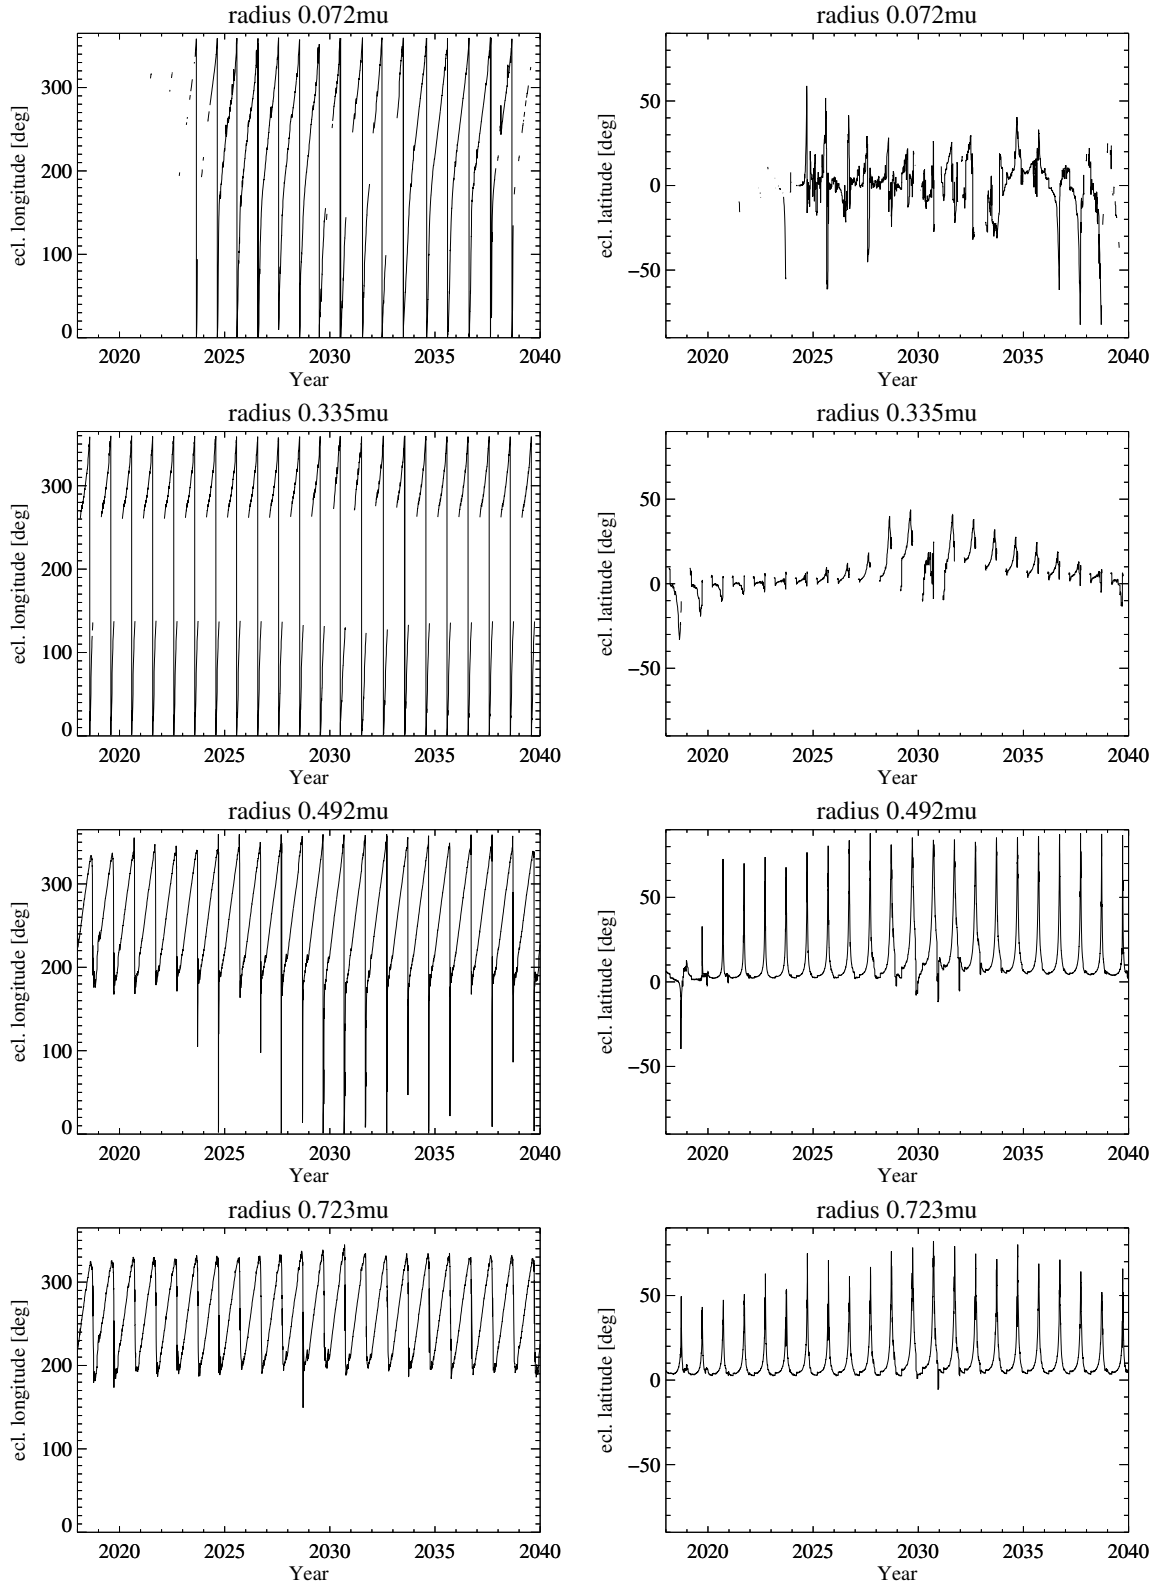 radius 0.072mu
radius 0.072mu
ecl. longitude [deg]
300
200
100
0
2020 2025 2030 2035 2040
Year
ecl. latitude [deg]
50
0
−50
2020 2025 2030 2035 2040
Year
radius 0.335mu
radius 0.335mu
ecl. longitude [deg]
300
200
100
0
2020 2025 2030 2035 2040
Year
ecl. latitude [deg]
50
0
−50
2020 2025 2030 2035 2040
Year
radius 0.492mu
radius 0.492mu
ecl. longitude [deg]
300
200
100
0
2020 2025 2030 2035 2040
Year
ecl. latitude [deg]
50
0
−50
2020 2025 2030 2035 2040
Year
radius 0.723mu
radius 0.723mu
ecl. longitude [deg]
300
200
100
0
2020 2025 2030 2035 2040
Year
ecl. latitude [deg]
50
0
−50
2020 2025 2030 2035 2040
Year